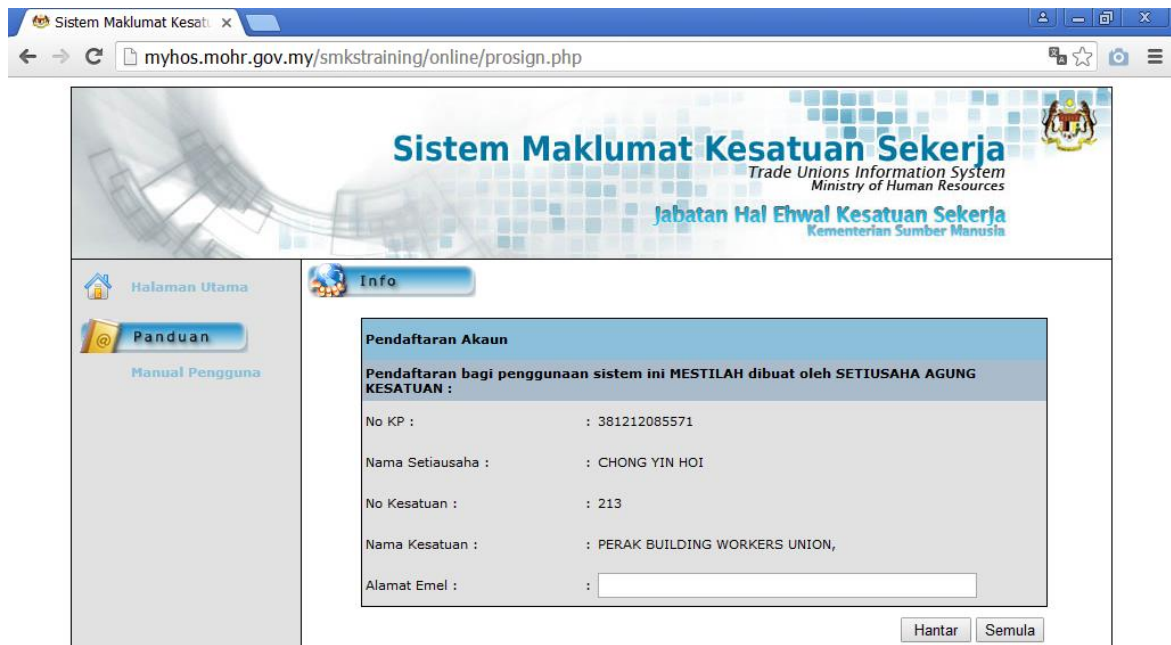 Sistem Maklumat Kesatu
myhos.mohr.gov.my/smkstraining/online/prosign.php
Sistem Maklumat Kesatuan Sekerja
Trade Unions Information System
Ministry of Human Resources
Jabatan Hal Ehwal Kesatuan Sekerja
Kementerian Sumber Manusia
Halaman Utama
Panduan
Manual Pengguna
Info
Pendaftaran Akaun
Pendaftaran bagi penggunaan sistem ini MESTILAH dibuat oleh SETIUSAHA AGUNG
KESATUAN :
No KP : : 381212085571
Nama Setiausaha : : CHONG YIN HOI
No Kesatuan : : 213
Nama Kesatuan : : PERAK BUILDING WORKERS UNION,
Alamat Emel : :
Hantar Semula